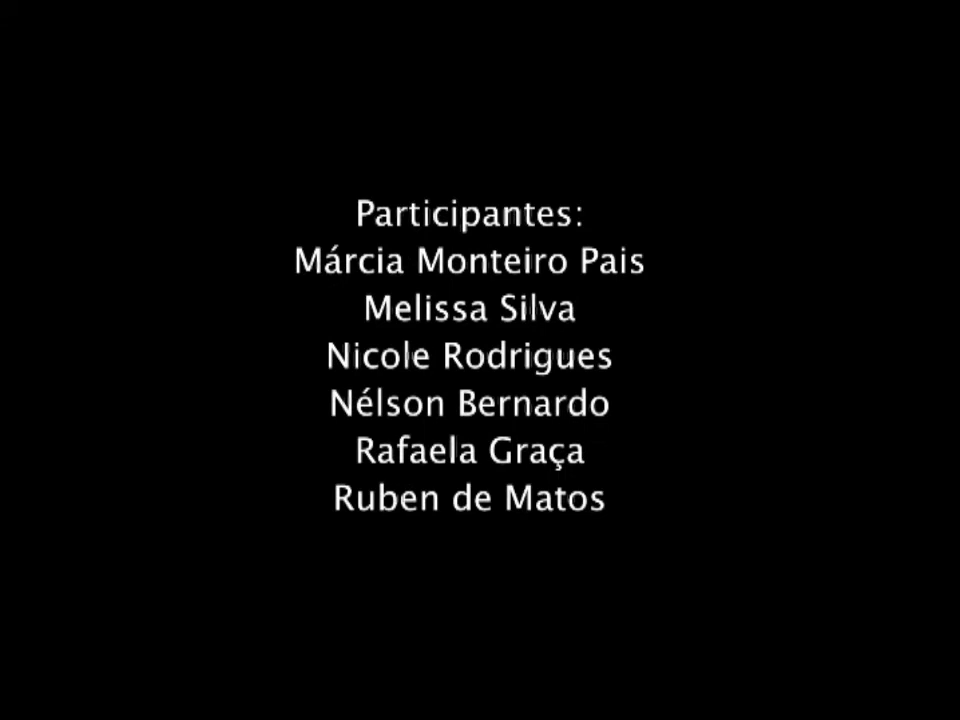 Participantes:
Márcia Monteiro Pais
Melissa Silva
Nicole Rodrigues
Nélson Bernardo
Rafaela Graça
Ruben de Matos